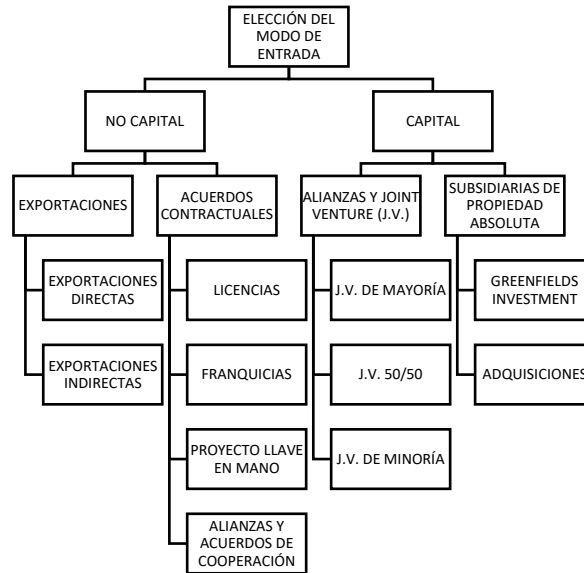 ELECCIÓN DEL
MODO DE
ENTRADA
NO CAPITAL
CAPITAL
EXPORTACIONES
ACUERDOS
CONTRACTUALES
ALIANZAS Y JOINT
VENTURE (J.V.)
SUBSIDIARIAS DE
PROPIEDAD
ABSOLUTA
EXPORTACIONES
DIRECTAS
LICENCIAS
J.V. DE MAYORÍA
GREENFIELDS
INVESTMENT
EXPORTACIONES
INDIRECTAS
FRANQUICIAS
J.V. 50/50
ADQUISICIONES
PROYECTO LLAVE
EN MANO
J.V. DE MINORÍA
ALIANZAS Y
ACUERDOS DE
COOPERACIÓN